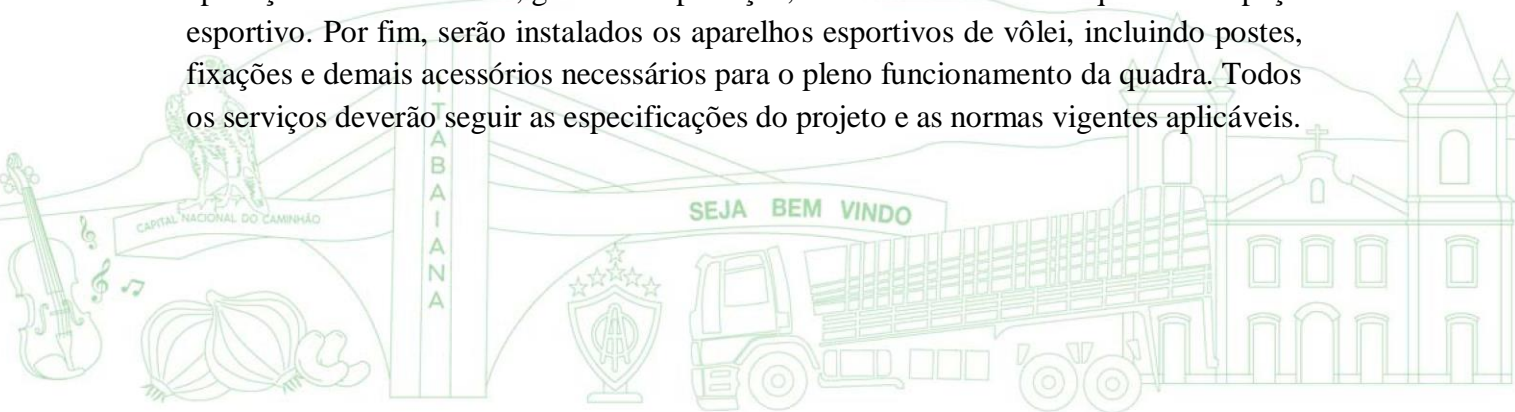 esportivo. Por fim, serão instalados os aparelhos esportivos de vôlei, incluindo postes,
fixações e demais acessórios necessários para o pleno funcionamento da quadra. Todos
os serviços deverão seguir as especificações do projeto e as normas vigentes aplicáveis.
ITABAIANA
CAPITAL NACIONAL DO CAMINHÃO
SEJA BEM VINDO